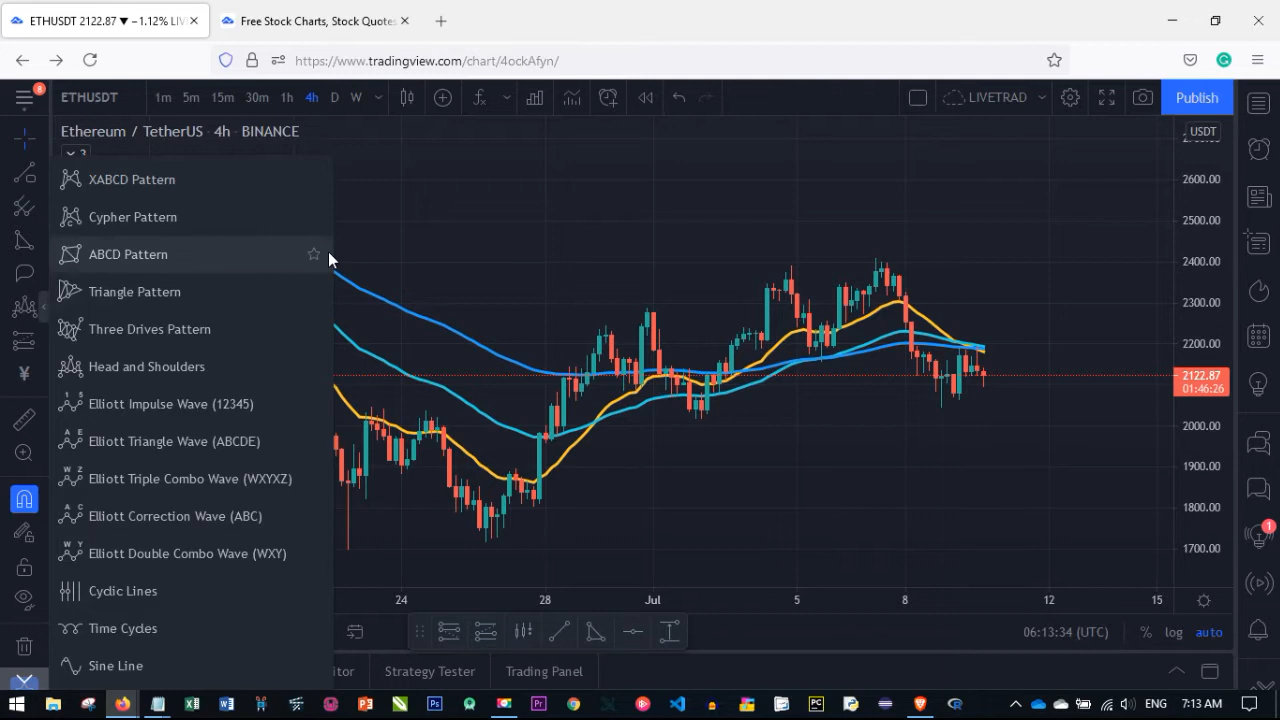 ETHUSDT 2122.87 ▼ −1.12% LIV
Free Stock Charts, Stock Quotes
https://www.tradingview.com/chart/4ockAfyn/
8
ETHUSDT
1m 5m 15m 30m 1h 4h D W
LIVETRAD
Publish
Ethereum / TetherUS · 4h · BINANCE
USDT
3
XABCD Pattern
Cypher Pattern
ABCD Pattern
Triangle Pattern
Three Drives Pattern
Head and Shoulders
Elliott Impulse Wave (12345)
Elliott Triangle Wave (ABCDE)
Elliott Triple Combo Wave (WXYXZ)
Elliott Correction Wave (ABC)
Elliott Double Combo Wave (WXY)
Cyclic Lines
Time Cycles
Sine Line
2600.00
2500.00
2400.00
2300.00
2200.00
2122.87
01:46:26
2000.00
1900.00
1800.00
1700.00
1
24 28 Jul 5 8 12 15
06:13:34 (UTC)
% log auto
itor
Strategy Tester
Trading Panel
ENG
7:13 AM